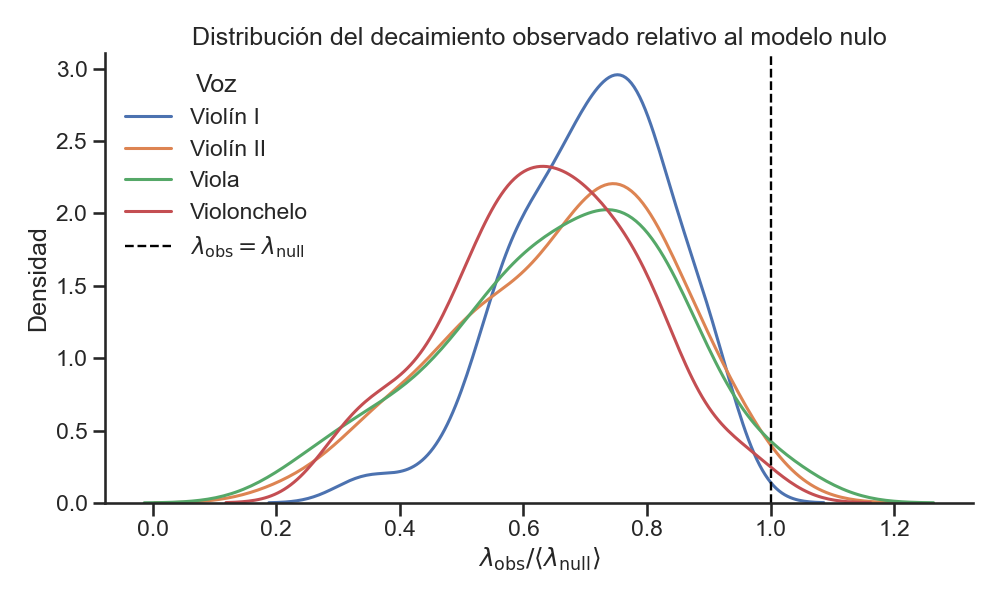 Distribución del decaimiento observado relativo al modelo nulo
Voz
Violín I
Violín II
Viola
Violonchelo
λobs = λnull
Densidad
3.0
2.5
2.0
1.5
1.0
0.5
0.0
0.0 0.2 0.4 0.6 0.8 1.0 1.2
λobs/⟨λnull⟩